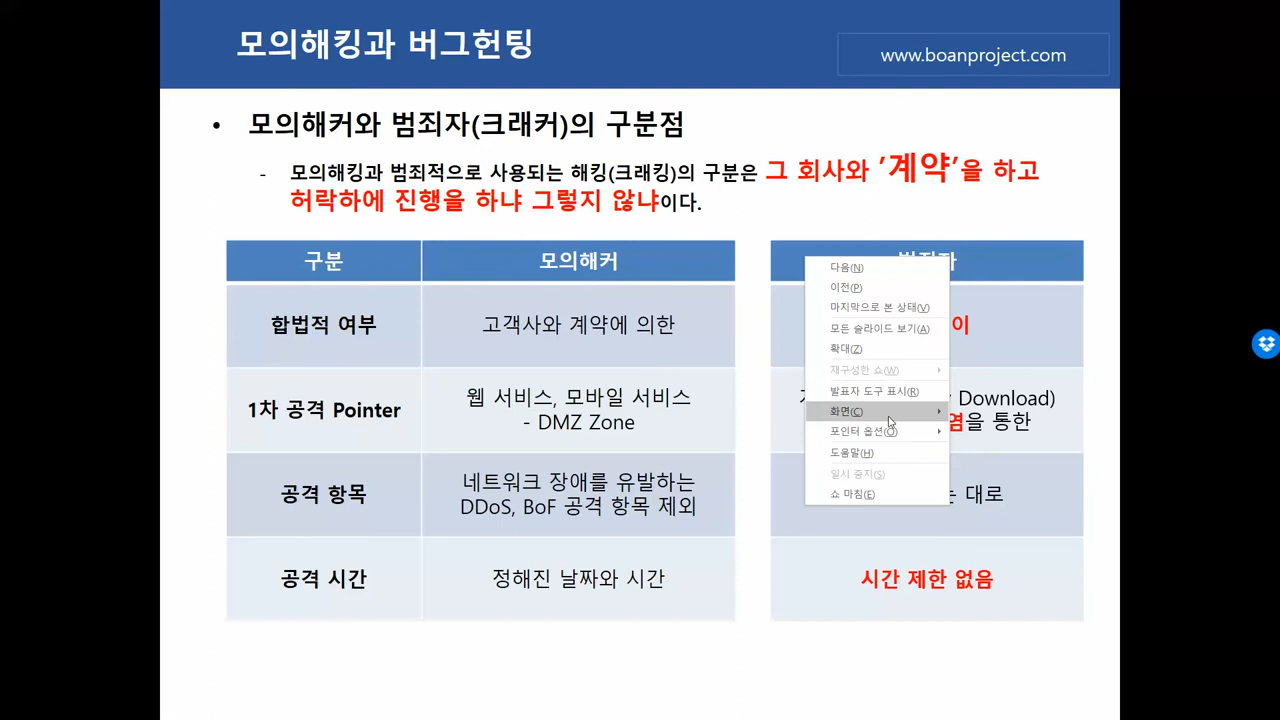 모의해킹과 버그헌팅
www.boanproject.com
• 모의해커와 범죄자(크래커)의 구분점
- 모의해킹과 범죄적으로 사용되는 해킹(크래킹)의 구분은 그 회사와 '계약'을 하고
허락하에 진행을 하냐 그렇지 않냐이다.
구분 모의해커
합법적 여부 고객사와 계약에 의한 이
1차 공격 Pointer
웹 서비스, 모바일 서비스
- DMZ Zone
Download)
을 통한
공격 항목
네트워크 장애를 유발하는
DDoS, BoF 공격 항목 제외
대로
공격 시간 정해진 날짜와 시간 시간 제한 없음
다음(N)
이전(P)
마지막으로 본 상태(V)
모든 슬라이드 보기(A)
확대(Z)
재구성한 쇼(W)
발표자 도구 표시(R)
화면(C)
포인터 옵션(O)
도움말(H)
일시 중지(S)
쇼 마침(E)